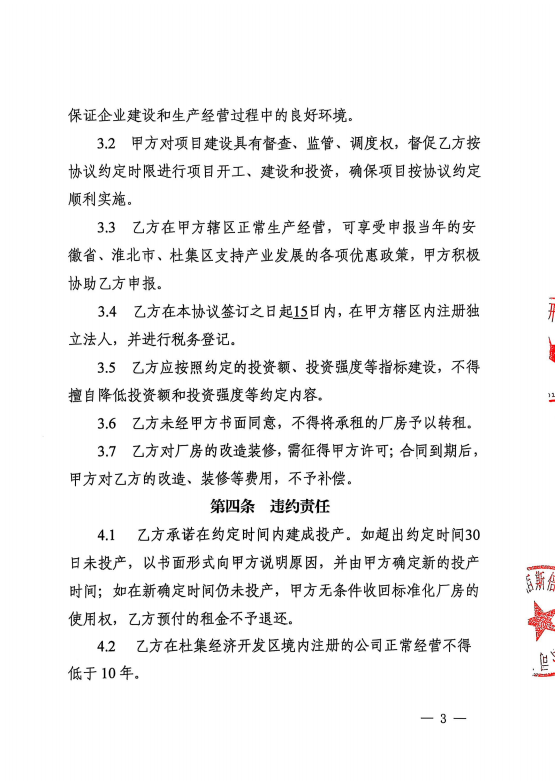 保证企业建设和生产经营过程中的良好环境。
3.2 甲方对项目建设具有督查、监管、调度权，督促乙方按
协议约定时限进行项目开工、建设和投资，确保项目按协议约定
顺利实施。
3.3 乙方在甲方辖区正常生产经营，可享受申报当年的安
徽省、淮北市、杜集区支持产业发展的各项优惠政策，甲方积极
协助乙方申报。
3.4 乙方在本协议签订之日起15日内，在甲方辖区内注册独
立法人，并进行税务登记。
3.5 乙方应按照约定的投资额、投资强度等指标建设，不得
擅自降低投资额和投资强度等约定内容。
3.6 乙方未经甲方书面同意，不得将承租的厂房予以转租。
3.7 乙方对厂房的改造装修，需征得甲方许可；合同到期后，
甲方对乙方的改造、装修等费用，不予补偿。
第四条 违约责任
4.1 乙方承诺在约定时间内建成投产。如超出约定时间30
日未投产，以书面形式向甲方说明原因，并由甲方确定新的投产
时间；如在新确定时间仍未投产，甲方无条件收回标准化厂房的
使用权，乙方预付的租金不予退还。
4.2 乙方在杜集经济开发区境内注册的公司正常经营不得
低于 10 年。
— 3 —